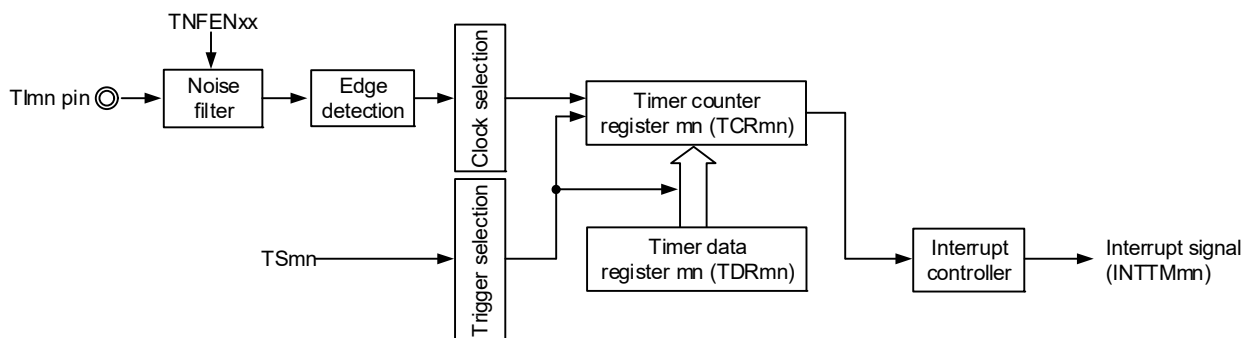 TNFENxx
TImn pin
Noise
filter
Edge
detection
Clock selection
Timer counter
register mn (TCRmn)
TSmn
Trigger selection
Timer data
register mn (TDRmn)
Interrupt
controller
Interrupt signal
(INTTMmn)